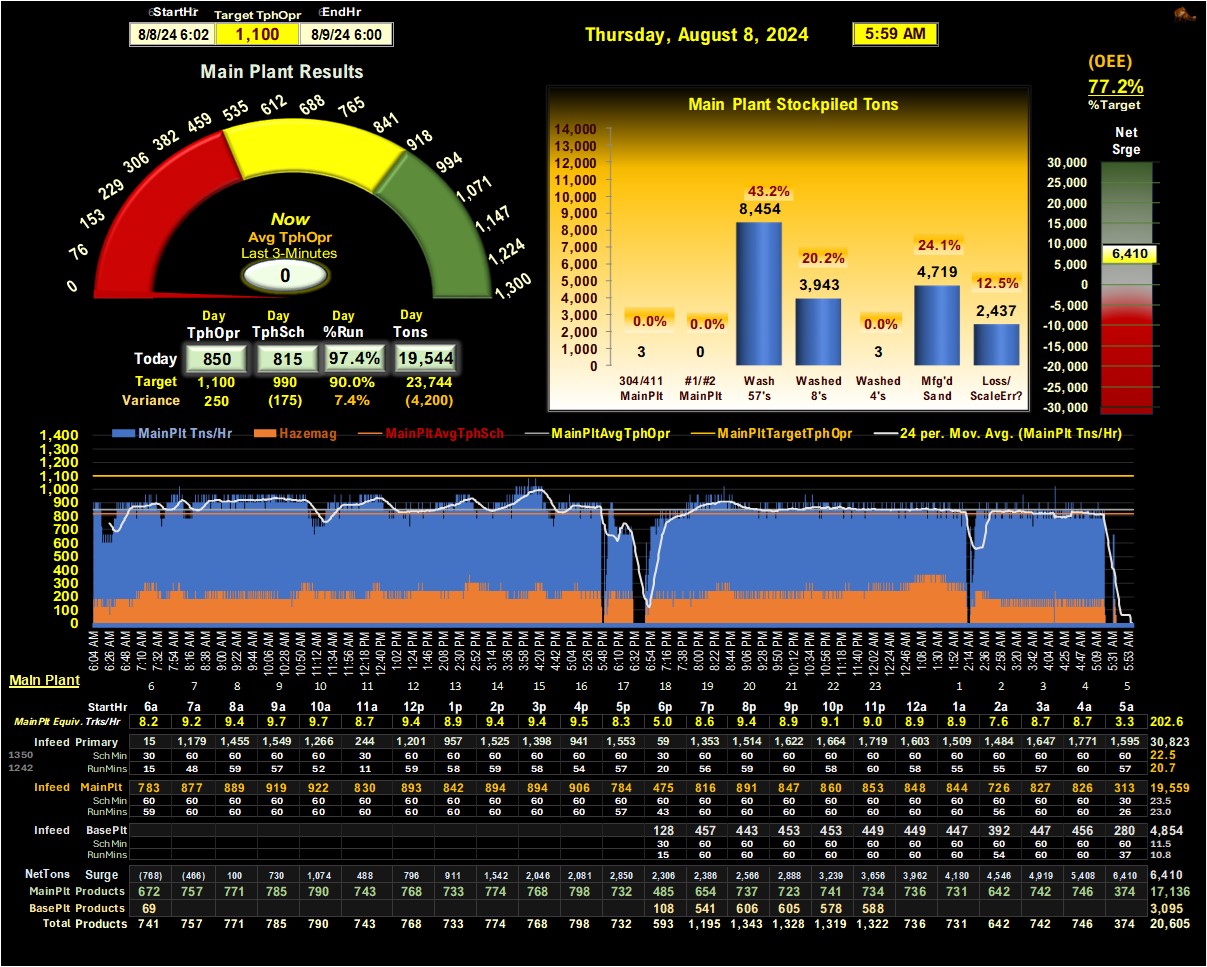 StartHr Target TphOpr EndHr
8/8/24 6:02 1,100 8/9/24 6:00
Thursday, August 8, 2024 5:59 AM
Main Plant Results
0 76 153 229 306 382 459 535 612 688 765 841 918 994 1,071 1,147 1,224 1,300
Now
Avg TphOpr
Last 3-Minutes
0
Day Day Day Day
TphOpr TphSch %Run Tons
Today 850 815 97.4% 19,544
Target 1,100 990 90.0% 23,744
Variance 250 (175) 7.4% (4,200)
Main Plant Stockpiled Tons
14,000
13,000
12,000
11,000
10,000
9,000
8,000
7,000
6,000
5,000
4,000
3,000
2,000
1,000
0
0.0% 0.0% 43.2% 20.2% 0.0% 24.1% 12.5%
3 0 8,454 3,943 3 4,719 2,437
304/411 #1/#2 Wash Washed Washed Mfg'd Loss/
MainPlt MainPlt 57's 8's 4's Sand ScaleErr?
(OEE)
77.2%
%Target
Net
Srge
30,000
25,000
20,000
15,000
10,000
5,000
0
-5,000
-10,000
-15,000
-20,000
-25,000
-30,000
6,410
MainPlt Tns/Hr Hazemag MainPltAvgTphSch MainPltAvgTphOpr MainPltTargetTphOpr 24 per. Mov. Avg. (MainPlt Tns/Hr)
1,400
1,300
1,200
1,100
1,000
900
800
700
600
500
400
300
200
100
0
6:04 AM 6:26 AM 6:48 AM 7:10 AM 7:32 AM 7:54 AM 8:16 AM 8:38 AM 9:00 AM 9:22 AM 9:44 AM 10:06 AM 10:28 AM 10:50 AM 11:12 AM 11:34 AM 11:56 AM 12:18 PM 12:40 PM 1:02 PM 1:24 PM 1:46 PM 2:08 PM 2:30 PM 2:52 PM 3:14 PM 3:36 PM 3:58 PM 4:20 PM 4:42 PM 5:04 PM 5:26 PM 5:48 PM 6:10 PM 6:32 PM 6:54 PM 7:16 PM 7:38 PM 8:00 PM 8:22 PM 8:44 PM 9:06 PM 9:28 PM 9:50 PM 10:12 PM 10:34 PM 10:56 PM 11:18 PM 11:40 PM 12:02 AM 12:24 AM 12:46 AM 1:08 AM 1:30 AM 1:52 AM 2:14 AM 2:36 AM 2:58 AM 3:20 AM 3:42 AM 4:04 AM 4:25 AM 4:47 AM 5:09 AM 5:31 AM 5:53 AM
Main Plant
6 7 8 9 10 11 12 13 14 15 16 17 18 19 20 21 22 23 1 2 3 4 5
StartHr 6a 7a 8a 9a 10a 11a 12p 1p 2p 3p 4p 5p 6p 7p 8p 9p 10p 11p 12a 1a 2a 3a 4a 5a
MainPlt Equiv. Trks/Hr 8.2 9.2 9.4 9.7 9.7 8.7 9.4 8.9 9.4 9.4 9.5 8.3 5.0 8.6 9.4 8.9 9.1 9.0 8.9 8.9 7.6 8.7 8.7 3.3 202.6
Infeed Primary 15 1,179 1,455 1,549 1,266 244 1,201 957 1,525 1,398 941 1,553 59 1,353 1,514 1,622 1,664 1,719 1,603 1,509 1,484 1,647 1,771 1,595 30,823
1350 SchMin 30 60 60 60 60 30 60 60 60 60 60 60 30 60 60 60 60 60 60 60 60 60 60 60 22.5
1242 RunMins 15 48 59 57 52 11 59 58 59 58 54 57 20 56 59 60 58 60 58 55 55 57 60 57 20.7
Infeed MainPlt 783 877 889 919 922 830 893 842 894 894 906 784 475 816 891 847 860 853 848 844 726 827 826 313 19,559
SchMin 60 60 60 60 60 60 60 60 60 60 60 60 60 60 60 60 60 60 60 60 60 60 60 30 23.5
RunMins 59 60 60 60 60 60 60 60 60 60 60 57 43 60 60 60 60 60 60 60 56 60 60 26 23.0
Infeed BasePlt 128 457 443 453 453 449 449 447 392 447 456 280 4,854
SchMin 30 60 60 60 60 60 60 60 60 60 60 60 11.5
RunMins 15 60 60 60 60 60 60 60 54 60 60 37 10.8
NetTons Surge (768) (466) 100 730 1,074 488 796 911 1,542 2,046 2,081 2,850 2,306 2,386 2,566 2,888 3,239 3,656 3,962 4,180 4,546 4,919 5,408 6,410 6,410
MainPlt Products 672 757 771 785 790 743 768 733 774 768 798 732 485 654 737 723 741 734 736 731 642 742 746 374 17,136
BasePlt Products 69 108 541 606 605 578 588 3,095
Total Products 741 757 771 785 790 743 768 733 774 768 798 732 593 1,195 1,343 1,328 1,319 1,322 736 731 642 742 746 374 20,605